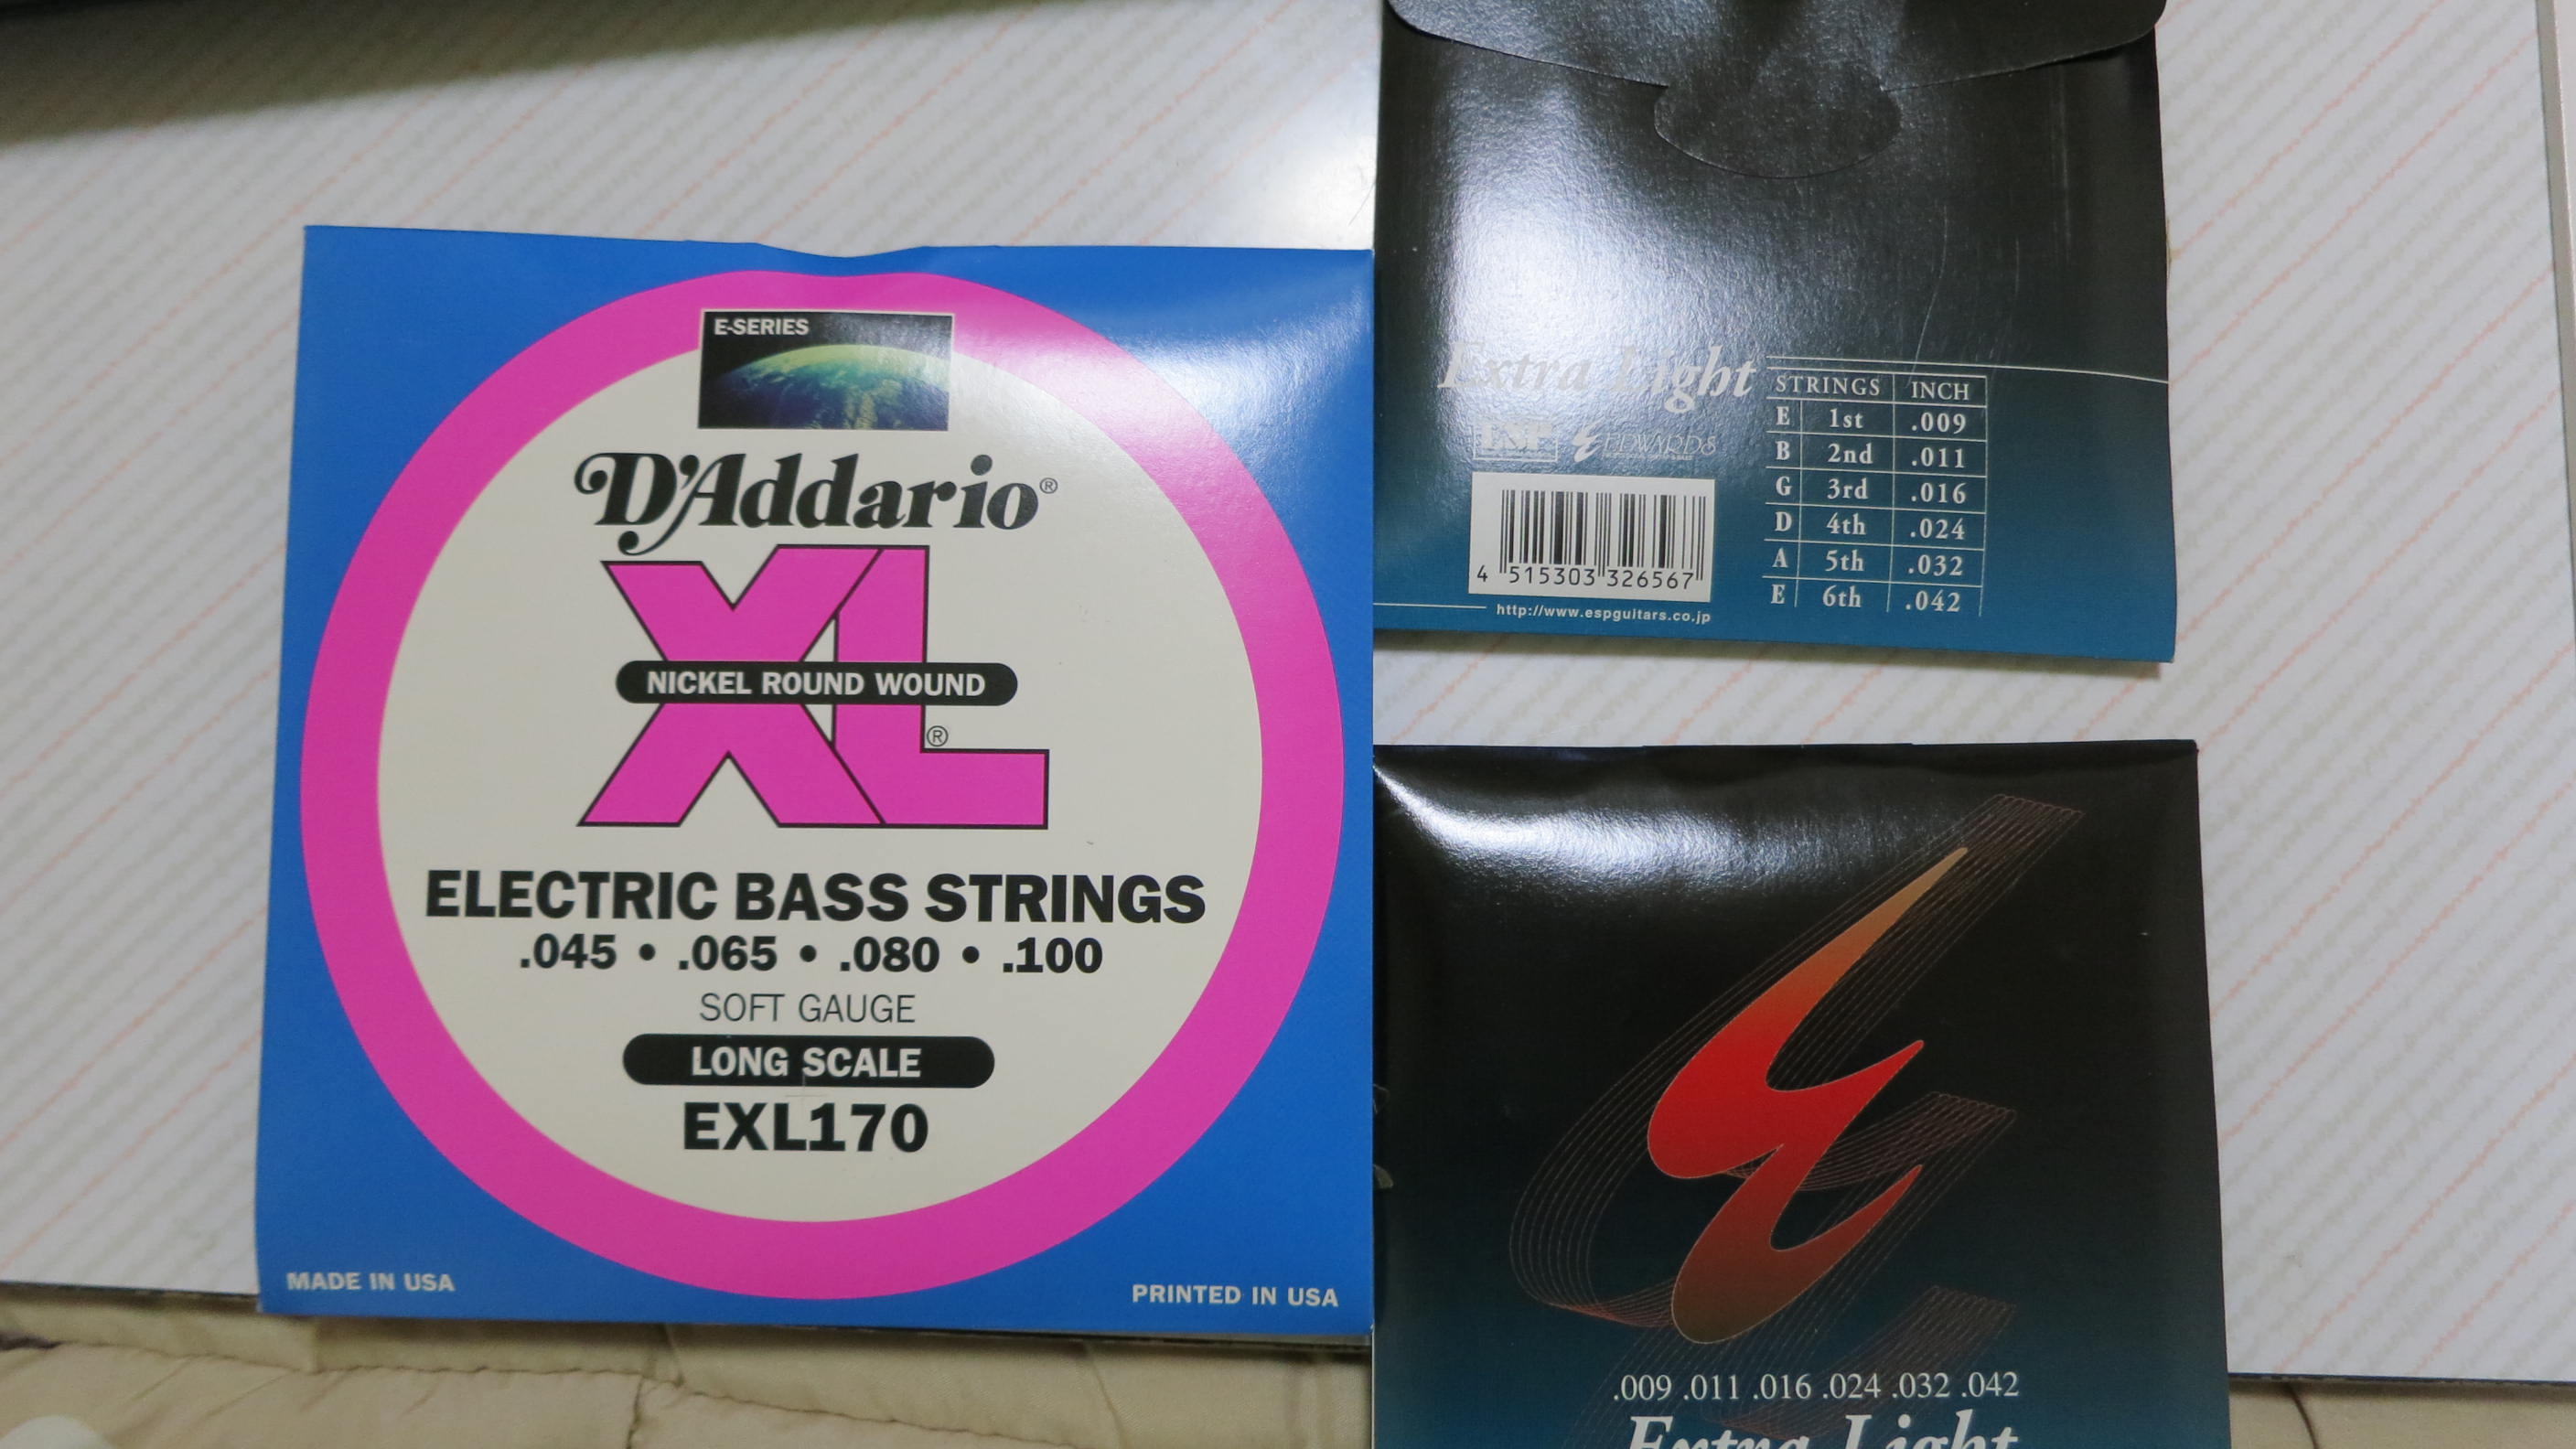 E-SERIES
D'Addario®
XL
NICKEL ROUND WOUND
®
ELECTRIC BASS STRINGS
.045 • .065 • .080 • .100
SOFT GAUGE
LONG SCALE
EXL170
MADE IN USA
PRINTED IN USA
Extra Light
ESP EDWARDS
4 515303 326567
http://www.espguitars.co.jp
STRINGS INCH
E 1st .009
B 2nd .011
G 3rd .016
D 4th .024
A 5th .032
E 6th .042
.009 .011 .016 .024 .032 .042
Extra Light